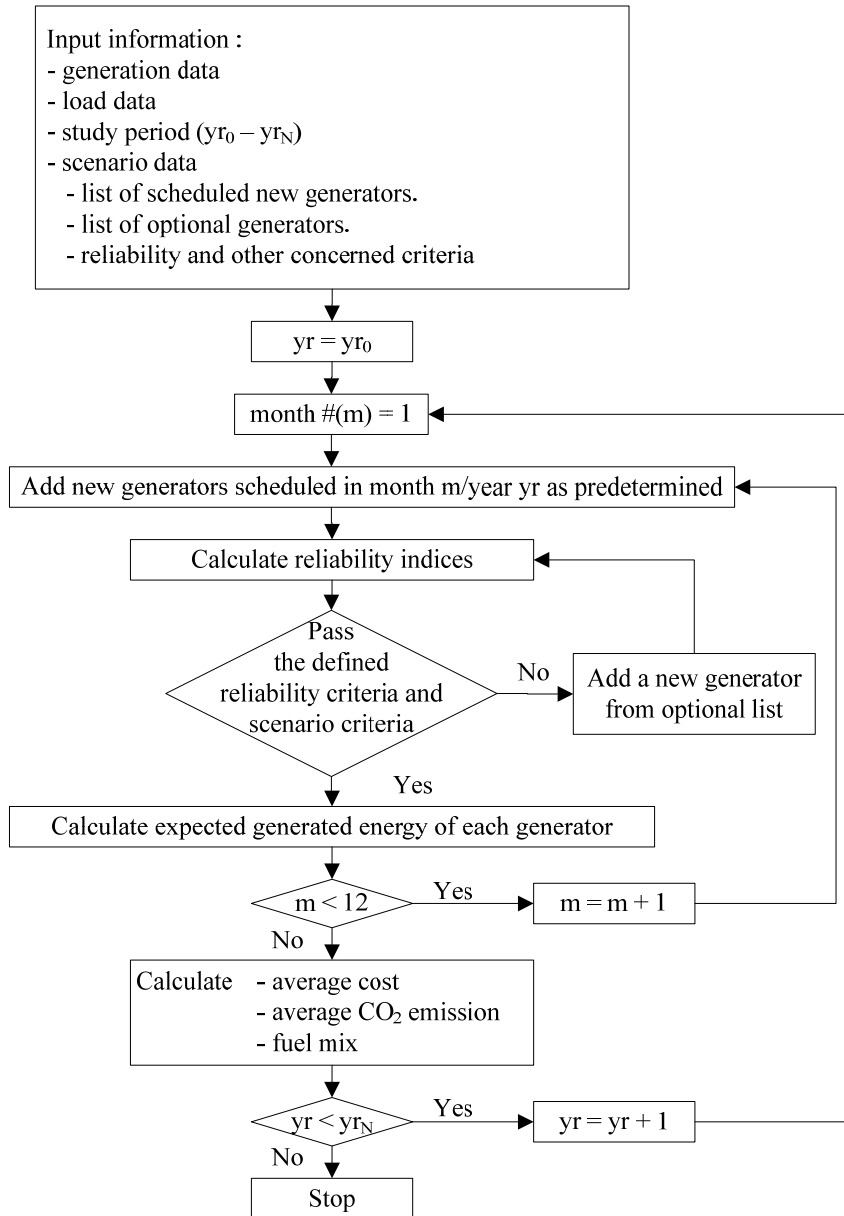 Input information :
- generation data
- load data
- study period (yr₀ – yr_N)
- scenario data
- list of scheduled new generators.
- list of optional generators.
- reliability and other concerned criteria
yr = yr₀
month #(m) = 1
Add new generators scheduled in month m/year yr as predetermined
Calculate reliability indices
Pass
the defined
reliability criteria and
scenario criteria
No
Add a new generator
from optional list
Yes
Calculate expected generated energy of each generator
m < 12
Yes
m = m + 1
No
Calculate - average cost
- average CO₂ emission
- fuel mix
yr < yr_N
Yes
yr = yr + 1
No
Stop